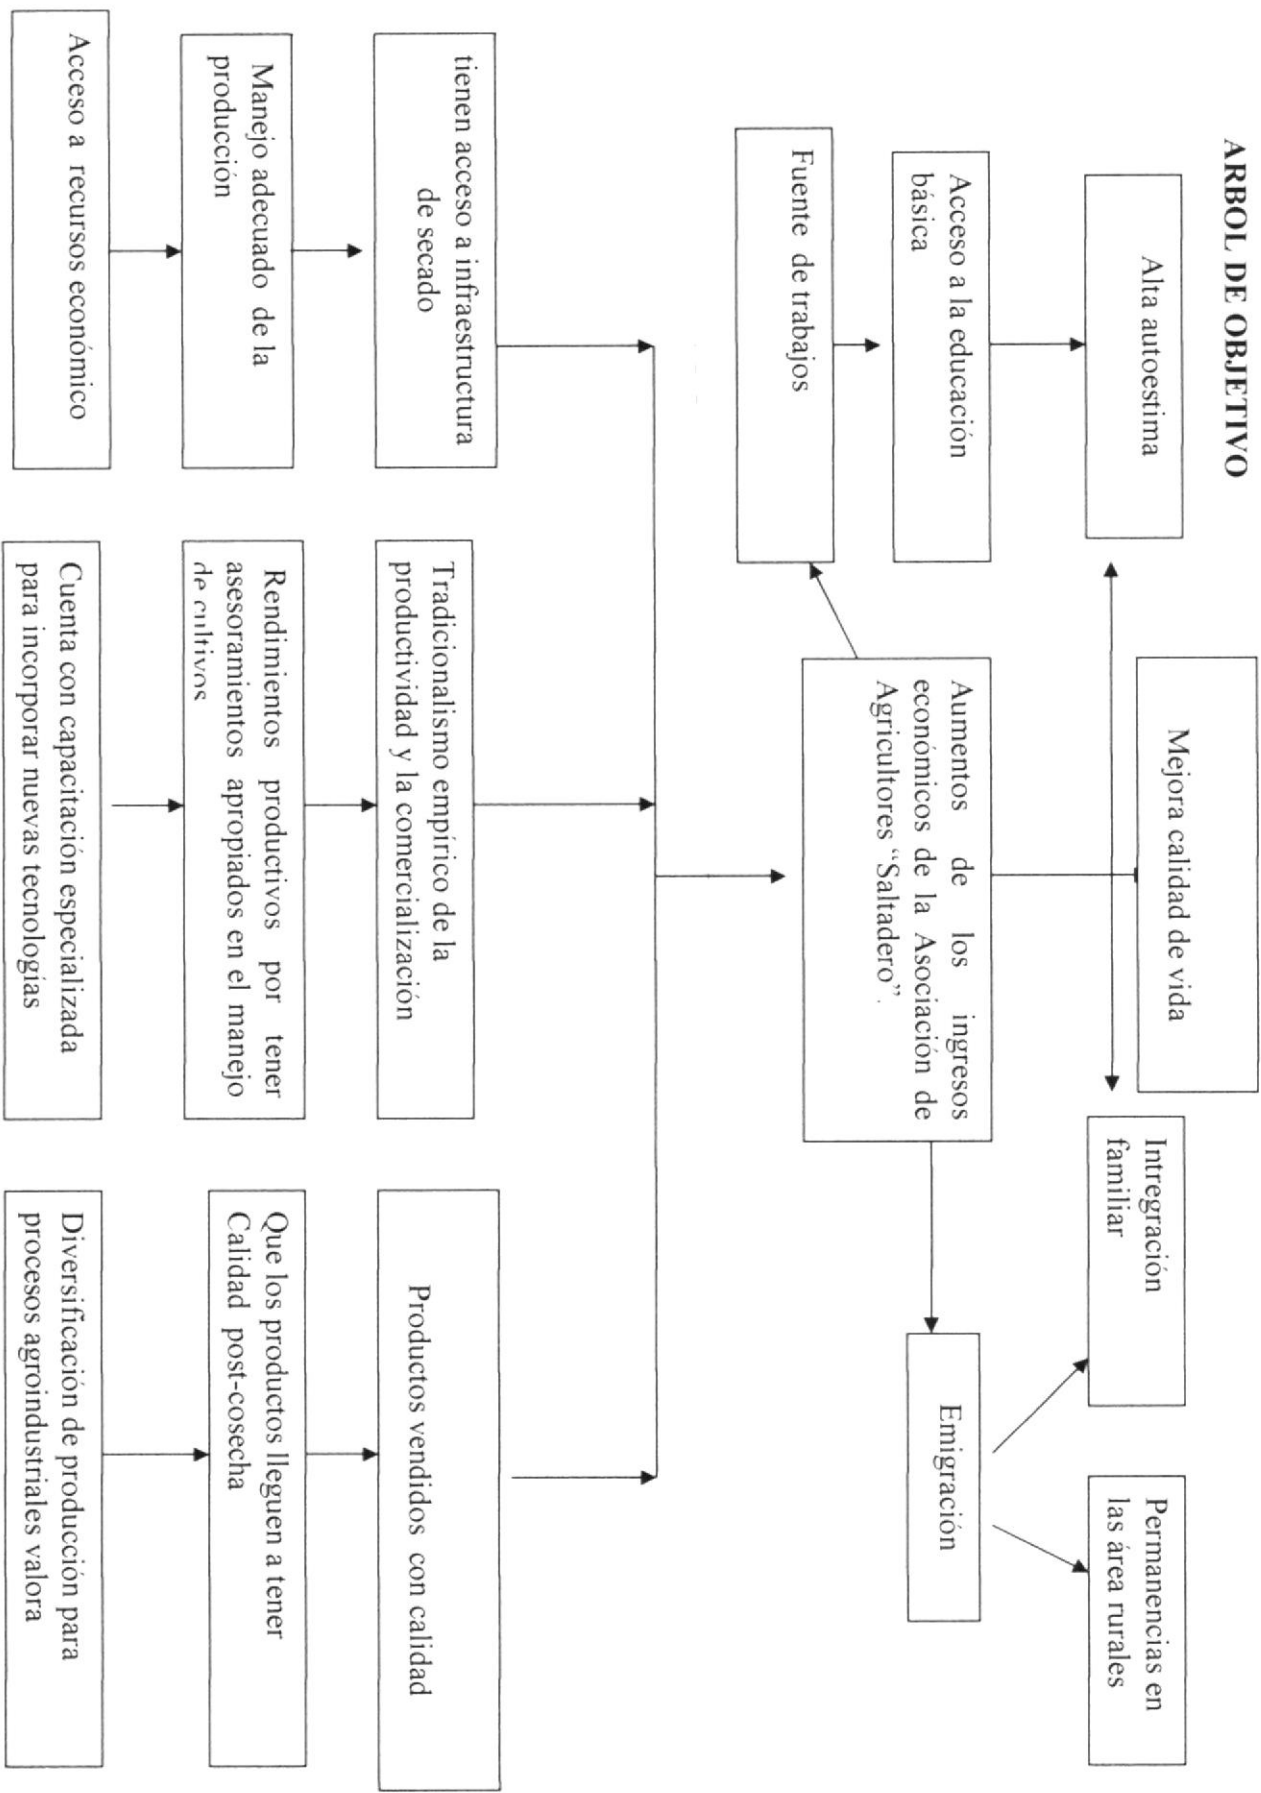 ARBOL DE OBJETIVO
Mejora calidad de vida
Alta autoestima
Intregración
familiar
Permanencias en
las área rurales
Acceso a la educación
básica
Aumentos de los ingresos
económicos de la Asociación de
Agricultores “Saltadero”.
Emigración
Fuente de trabajos
tienen acceso a infraestructura
de secado
Tradicionalismo empírico de la
productividad y la comercialización
Productos vendidos con calidad
Manejo adecuado de la
producción
Rendimientos productivos por tener
asesoramientos apropiados en el manejo
de cultivos
Que los productos lleguen a tener
Calidad post-cosecha
Acceso a recursos económico
Cuenta con capacitación especializada
para incorporar nuevas tecnologías
Diversificación de producción para
procesos agroindustriales valora